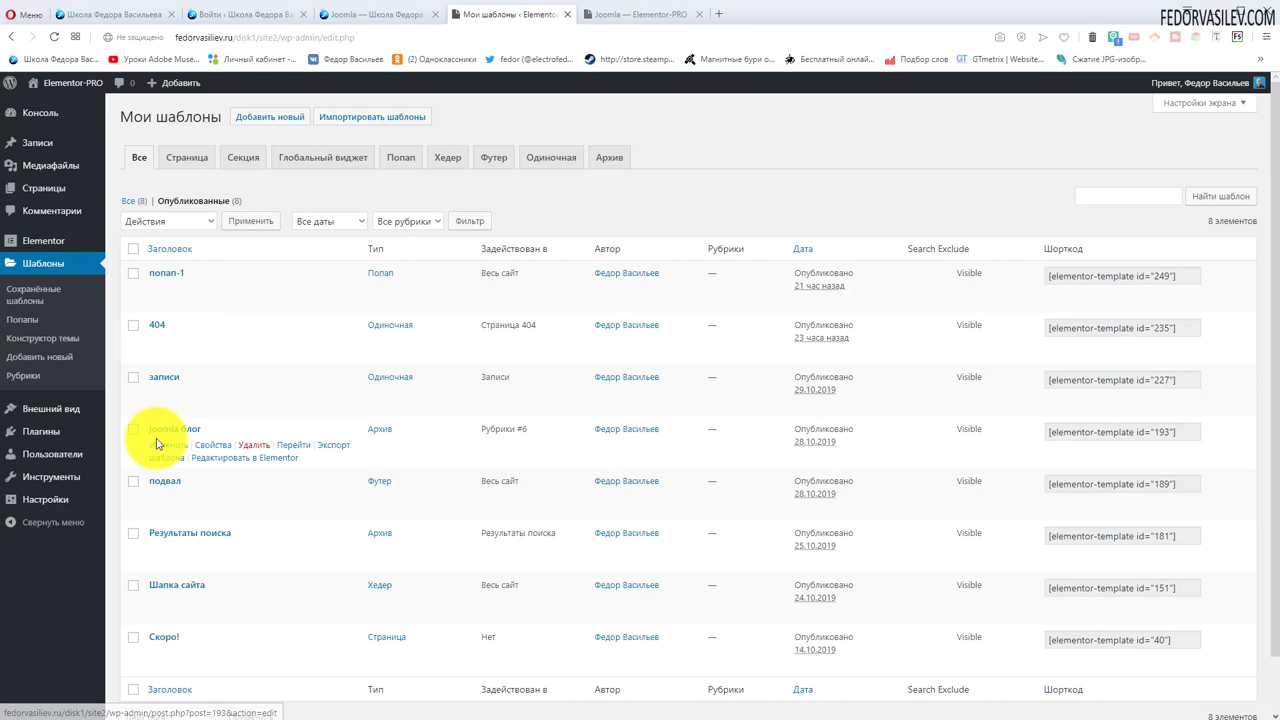 FEDORVASILEV.COM
Меню
Школа Федора Васильева
Войти ‹ Школа Федора В
Joomla — Школа Федора
Мои шаблоны ‹ Elementor
Joomla — Elementor-PRO
Не защищено
fedorvasiliev.ru/disk1/site2/wp-admin/edit.php
Школа Федора Вас...
Уроки Adobe Muse...
Личный кабинет -...
Федор Васильев
(2) Одноклассники
fedor (@electrofed...
http://store.steamp...
Магнитные бури о...
Бесплатный онлай...
Подбор слов
GTmetrix | Website...
Сжатие JPG-изобр...
Elementor-PRO
0
Добавить
Привет, Федор Васильев
Настройки экрана
Консоль
Записи
Медиафайлы
Страницы
Комментарии
Elementor
Шаблоны
Сохранённые
шаблоны
Попапы
Конструктор темы
Добавить новый
Рубрики
Внешний вид
Плагины
Пользователи
Инструменты
Настройки
Свернуть меню
Мои шаблоны
Добавить новый
Импортировать шаблоны
Все
Страница
Секция
Глобальный виджет
Попап
Хедер
Футер
Одиночная
Архив
Все (8) | Опубликованные (8)
Найти шаблон
Действия
Применить
Все даты
Все рубрики
Фильтр
8 элементов
Заголовок Тип Задействован в Автор Рубрики Дата Search Exclude Шорткод
попап-1 Попап Весь сайт Федор Васильев — Опубликовано Visible [elementor-template id="249"]
21 час назад
404 Одиночная Страница 404 Федор Васильев — Опубликовано Visible [elementor-template id="235"]
23 часа назад
записи Одиночная Записи Федор Васильев — Опубликовано Visible [elementor-template id="227"]
29.10.2019
joomla блог Архив Рубрики #6 Федор Васильев — Опубликовано Visible [elementor-template id="193"]
28.10.2019
Изменить | Свойства | Удалить | Перейти | Экспорт
шаблона | Редактировать в Elementor
подвал Футер Весь сайт Федор Васильев — Опубликовано Visible [elementor-template id="189"]
28.10.2019
Результаты поиска Архив Результаты поиска Федор Васильев — Опубликовано Visible [elementor-template id="181"]
25.10.2019
Шапка сайта Хедер Весь сайт Федор Васильев — Опубликовано Visible [elementor-template id="151"]
24.10.2019
Скоро! Страница Нет Федор Васильев — Опубликовано Visible [elementor-template id="40"]
14.10.2019
Заголовок Тип Задействован в Автор Рубрики Дата Search Exclude Шорткод
8 элементов
fedorvasiliev.ru/disk1/site2/wp-admin/post.php?post=193&action=edit